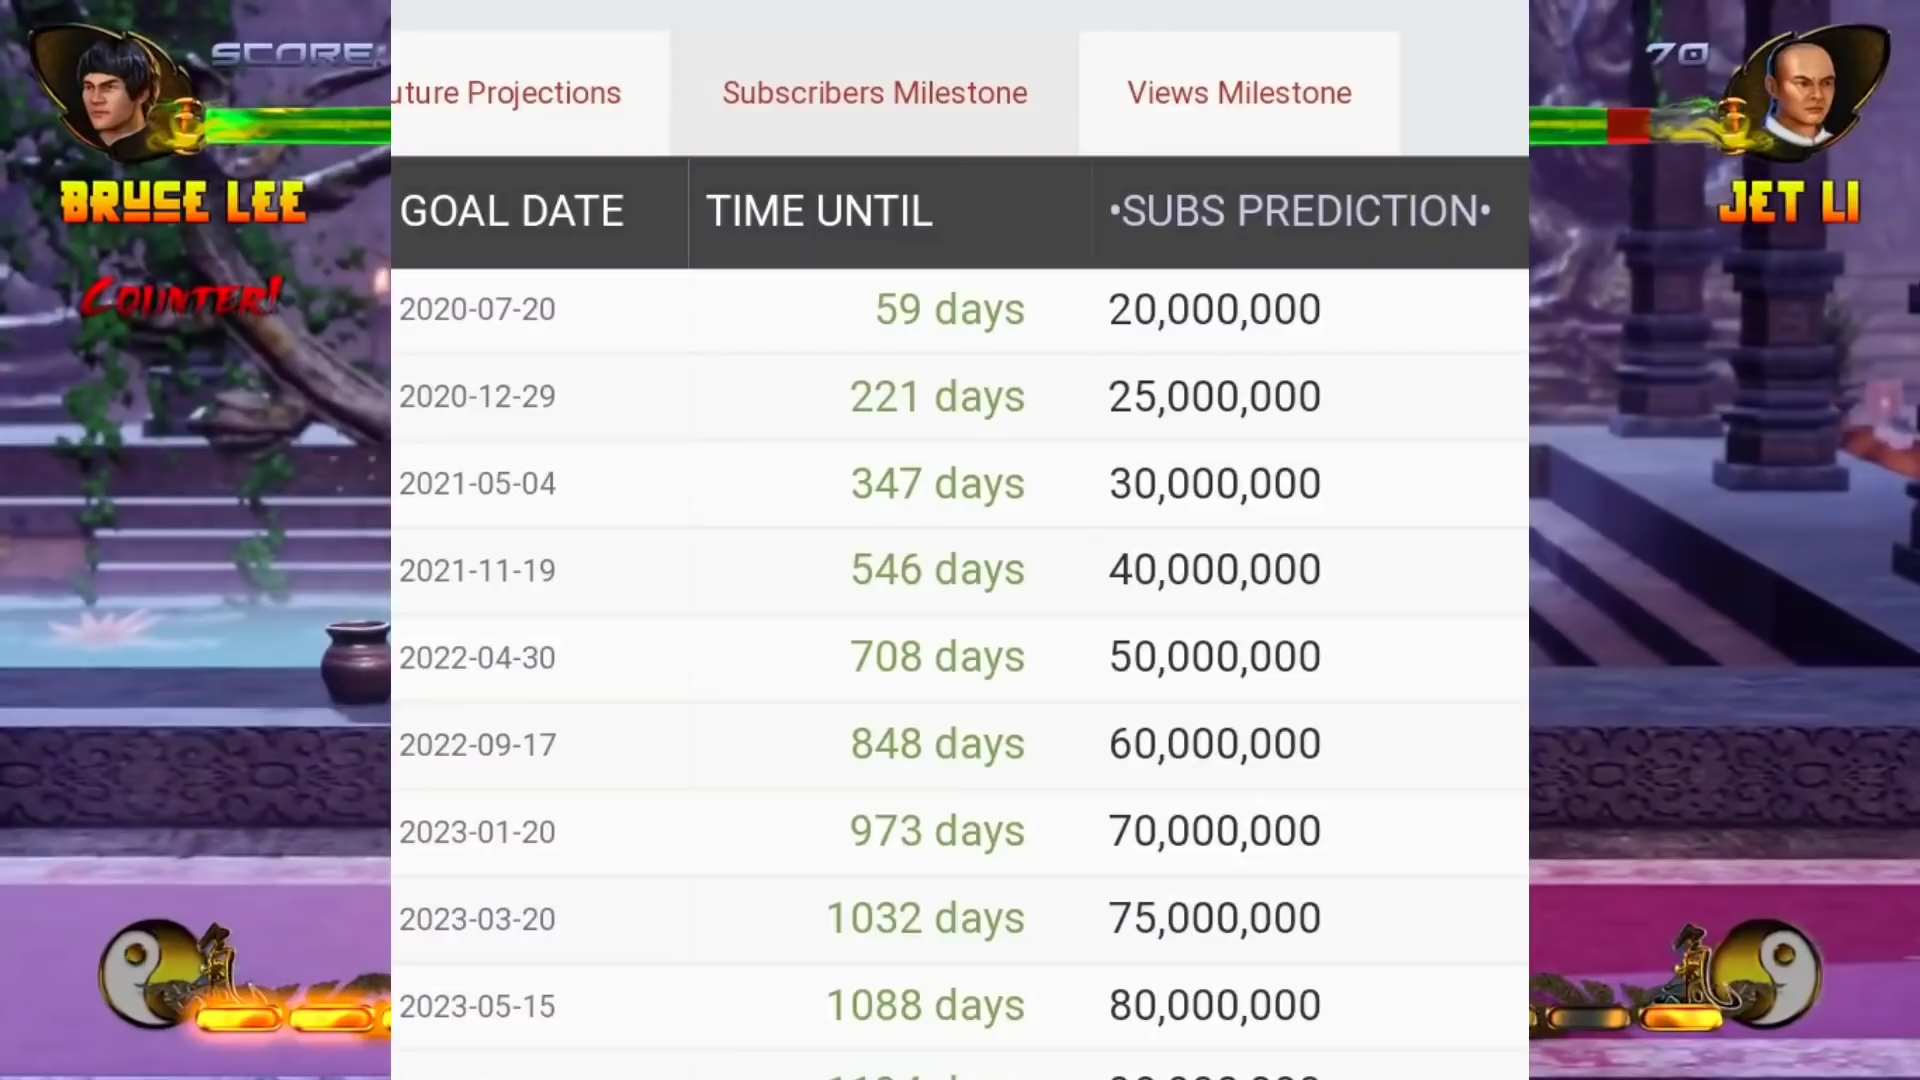 SCORE:
70
BRUCE LEE
JET LI
COUNTER!
uture Projections
Subscribers Milestone
Views Milestone
GOAL DATE TIME UNTIL •SUBS PREDICTION•
2020-07-20 59 days 20,000,000
2020-12-29 221 days 25,000,000
2021-05-04 347 days 30,000,000
2021-11-19 546 days 40,000,000
2022-04-30 708 days 50,000,000
2022-09-17 848 days 60,000,000
2023-01-20 973 days 70,000,000
2023-03-20 1032 days 75,000,000
2023-05-15 1088 days 80,000,000